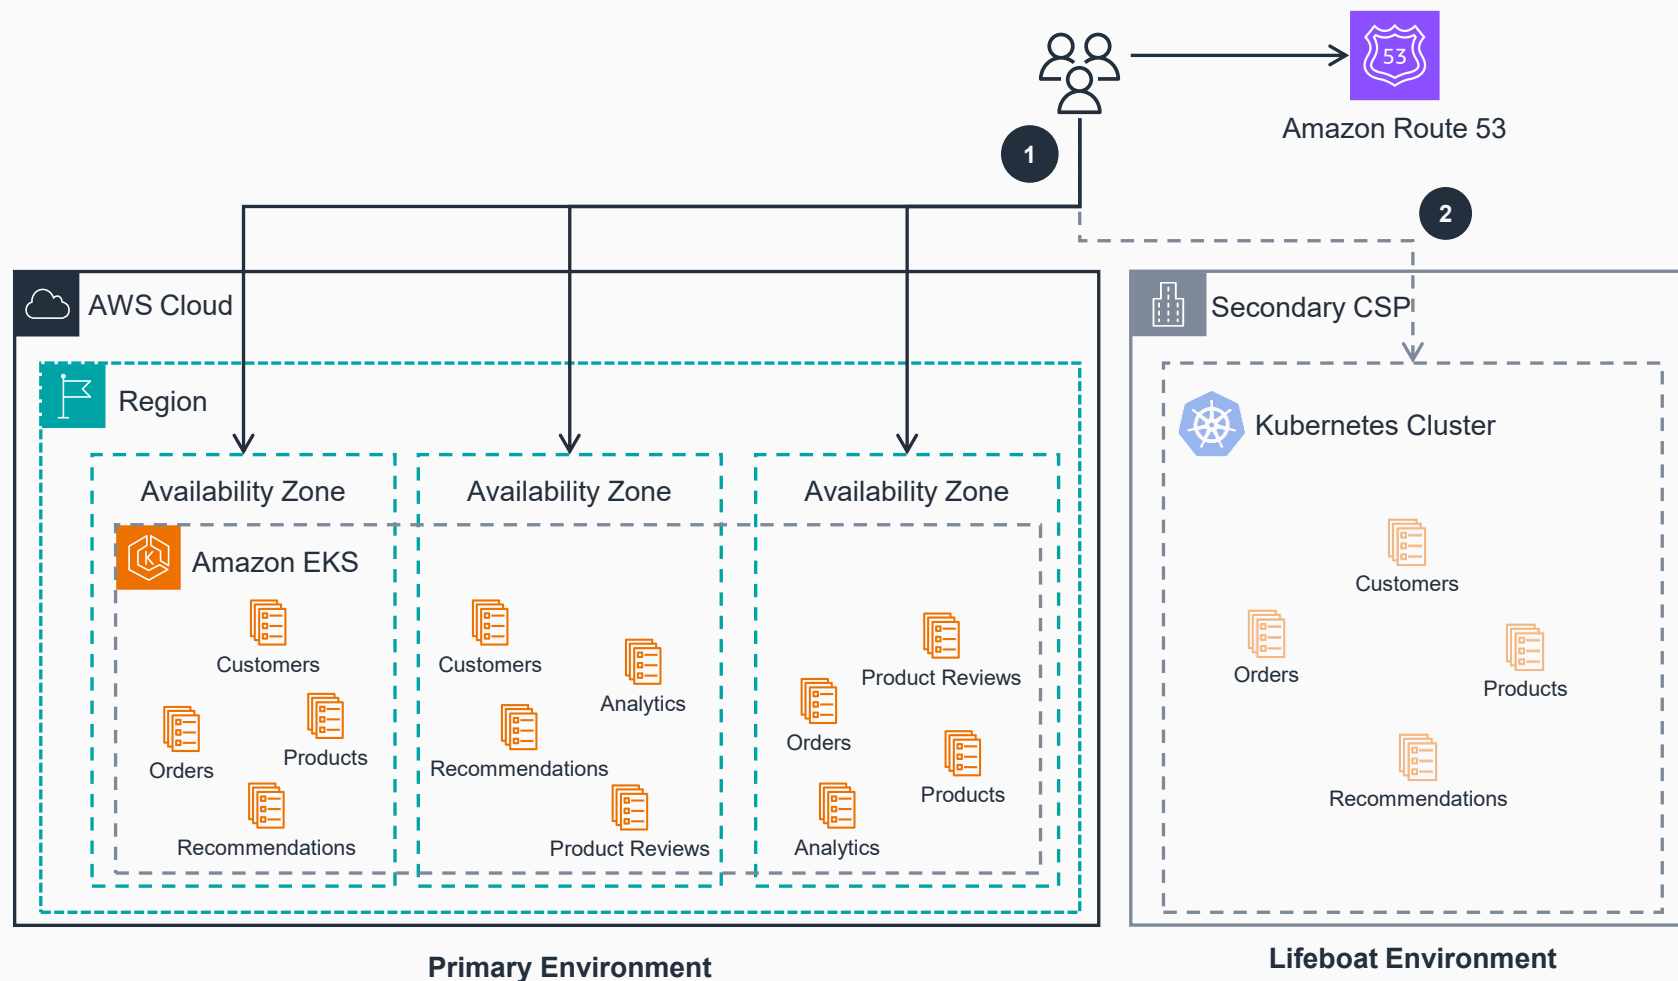 53
Amazon Route 53
1
2
AWS Cloud
Secondary CSP
Region
Kubernetes Cluster
Availability Zone
Availability Zone
Availability Zone
K
Amazon EKS
Customers
Orders
Products
Recommendations
Customers
Analytics
Recommendations
Product Reviews
Product Reviews
Orders
Products
Analytics
Customers
Orders
Products
Recommendations
Primary Environment
Lifeboat Environment